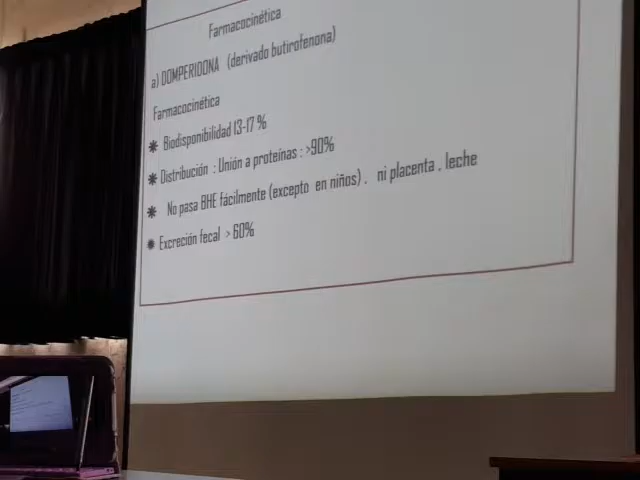 Farmacocinética
a) DOMPERIDONA (derivado butirofenona)
Farmacocinética
✷ Biodisponibilidad 13-17 %
✷ Distribución : Unión a proteínas : >90%
✷ No pasa BHE fácilmente (excepto en niños) . ni placenta . leche
✷ Excreción fecal > 60%